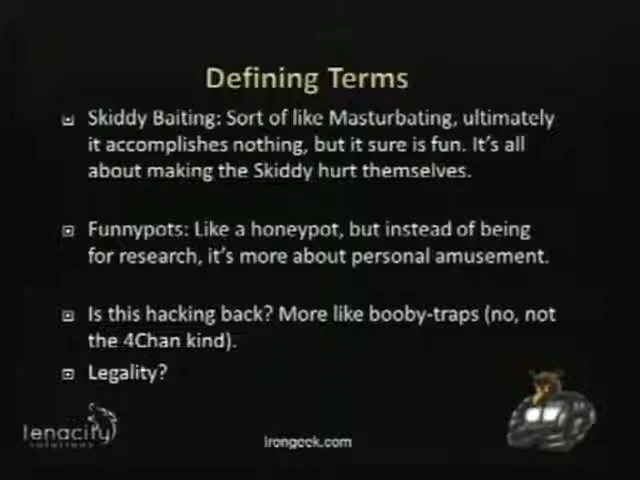 Defining Terms
Skiddy Baiting: Sort of like Masturbating, ultimately
it accomplishes nothing, but it sure is fun. It's all
about making the Skiddy hurt themselves.
Funnypots: Like a honeypot, but instead of being
for research, it's more about personal amusement.
Is this hacking back? More like booby-traps (no, not
the 4Chan kind).
Legality?
tenacity
solutions
Irongeek.com